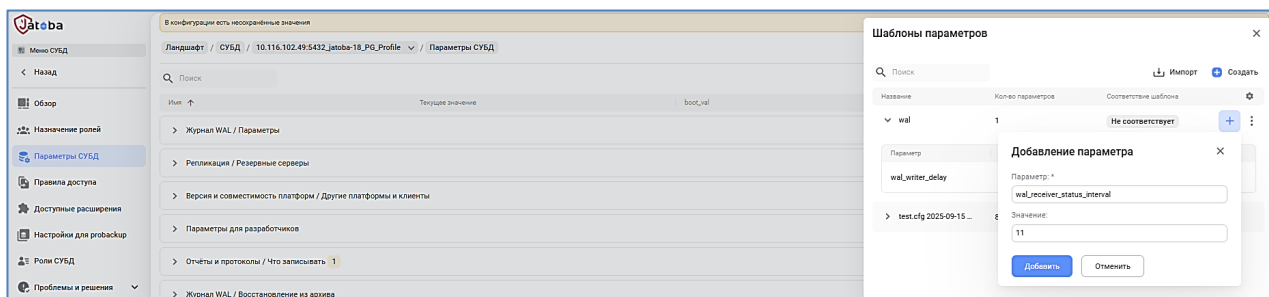 Jatoba
В конфигурации есть несохранённые значения
Меню СУБД
Ландшафт / СУБД / 10.116.102.49:5432_jatoba-18_PG_Profile / Параметры СУБД
Назад
Поиск
Имя Текущее значение boot_val
Обзор
Назначение ролей
Параметры СУБД
Правила доступа
Доступные расширения
Настройки для probackup
Роли СУБД
Проблемы и решения
Журнал WAL / Параметры
Репликация / Резервные серверы
Версия и совместимость платформ / Другие платформы и клиенты
Параметры для разработчиков
Отчёты и протоколы / Что записывать 1
Журнал WAL / Восстановление из архива
Шаблоны параметров
Поиск Импорт Создать
Название Кол-во параметров Соответствие шаблона
wal 1 Не соответствует
Параметр
wal_writer_delay
test.cfg 2025-09-15 ...
Добавление параметра
Параметр: *
wal_receiver_status_interval
Значение:
11
Добавить Отменить